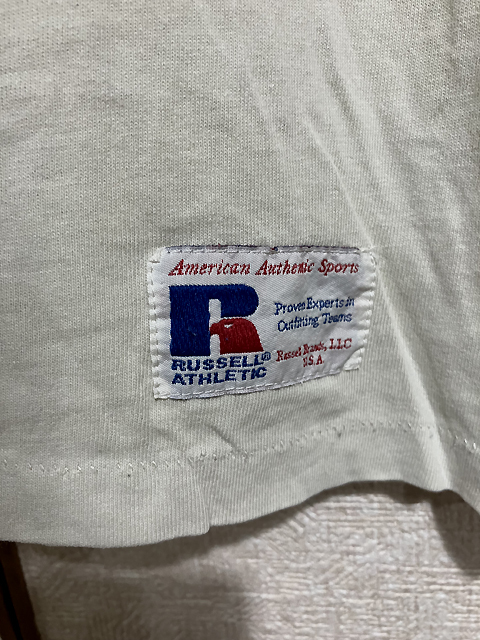 American Authentic Sports
R
Proven Experts in
Outfitting Teams
RUSSELL®
ATHLETIC
Russell Brands, LLC
U.S.A.